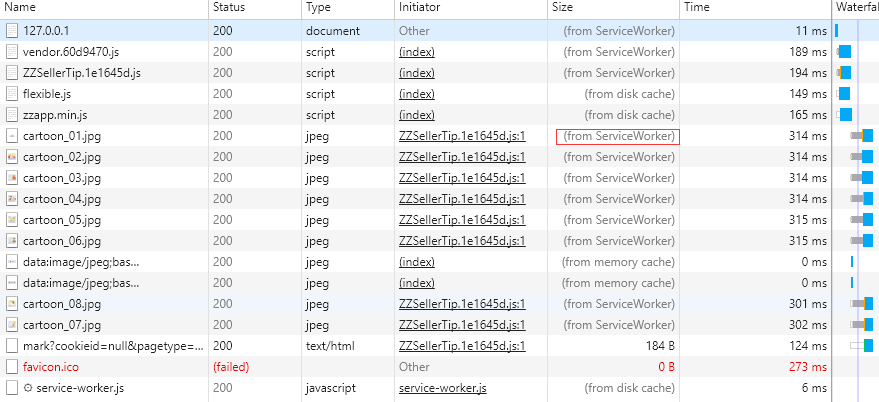 Name Status Type Initiator Size Time Waterfal
127.0.0.1 200 document Other (from ServiceWorker) 11 ms
vendor.60d9470.js 200 script (index) (from ServiceWorker) 189 ms
ZZSellerTip.1e1645d.js 200 script (index) (from ServiceWorker) 194 ms
flexible.js 200 script (index) (from disk cache) 149 ms
zzapp.min.js 200 script (index) (from disk cache) 165 ms
cartoon_01.jpg 200 jpeg ZZSellerTip.1e1645d.js:1 (from ServiceWorker) 314 ms
cartoon_02.jpg 200 jpeg ZZSellerTip.1e1645d.js:1 (from ServiceWorker) 314 ms
cartoon_03.jpg 200 jpeg ZZSellerTip.1e1645d.js:1 (from ServiceWorker) 314 ms
cartoon_04.jpg 200 jpeg ZZSellerTip.1e1645d.js:1 (from ServiceWorker) 314 ms
cartoon_05.jpg 200 jpeg ZZSellerTip.1e1645d.js:1 (from ServiceWorker) 315 ms
cartoon_06.jpg 200 jpeg ZZSellerTip.1e1645d.js:1 (from ServiceWorker) 315 ms
data:image/jpeg;bas... 200 jpeg (index) (from memory cache) 0 ms
data:image/jpeg;bas... 200 jpeg (index) (from memory cache) 0 ms
cartoon_08.jpg 200 jpeg ZZSellerTip.1e1645d.js:1 (from ServiceWorker) 301 ms
cartoon_07.jpg 200 jpeg ZZSellerTip.1e1645d.js:1 (from ServiceWorker) 302 ms
mark?cookieid=null&pagetype=... 200 text/html ZZSellerTip.1e1645d.js:1 184 B 124 ms
favicon.ico (failed) Other 0 B 273 ms
service-worker.js 200 javascript service-worker.js (from disk cache) 6 ms